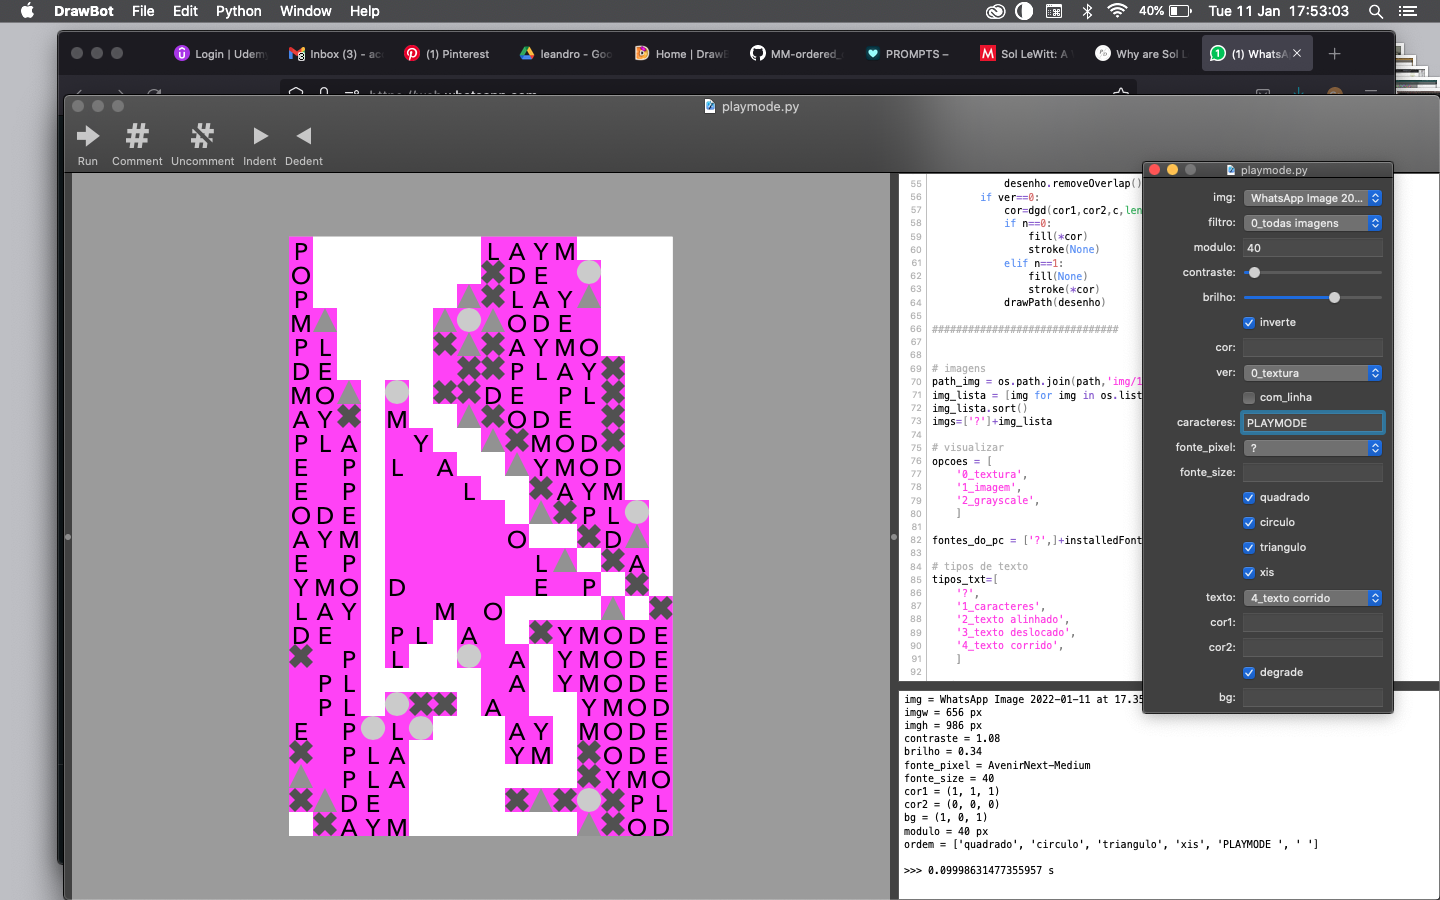 DrawBot File Edit Python Window Help 40% Tue 11 Jan 17:53:03
Login | Udem Inbox (3) - ac (1) Pinterest leandro - Goo Home | DrawB MM-ordered_ PROMPTS – Sol LeWitt: A Why are Sol L (1) WhatsA
playmode.py
Run Comment Uncomment Indent Dedent
P LAYM
O DE
P LAY
M ODE
PL AYMO
DE PLAY
MO DE PL
AY M ODE
PLA Y MOD
E P L A YMOD
E P L AYM
ODE PL
AYM O D
E P L A
YMO D E P
LAY M O
DE PL A YMODE
P L A YMODE
PL A YMODE
PL A YMOD
E P L AY MODE
PLA YM ODE
PLA YMO
DE PL
AYM OD
55 desenho.removeOverlap()
56 if ver==0:
57 cor=dgd(cor1,cor2,c,len
58 if n==0:
59 fill(*cor)
60 stroke(None)
61 elif n==1:
62 fill(None)
63 stroke(*cor)
64 drawPath(desenho)
65
66 ###############################
67
68
69 # imagens
70 path_img = os.path.join(path,'img/1
71 img_lista = [img for img in os.list
72 img_lista.sort()
73 imgs=['?']+img_lista
74
75 # visualizar
76 opcoes = [
77 '0_textura',
78 '1_imagem',
79 '2_grayscale',
80 ]
81
82 fontes_do_pc = ['?',]+installedFont
83
84 # tipos de texto
85 tipos_txt=[
86 '?',
87 '1_caracteres',
88 '2_texto alinhado',
89 '3_texto deslocado',
90 '4_texto corrido',
91 ]
92
img = WhatsApp Image 2022-01-11 at 17.35
imgw = 656 px
imgh = 986 px
contraste = 1.08
brilho = 0.34
fonte_pixel = AvenirNext-Medium
fonte_size = 40
cor1 = (1, 1, 1)
cor2 = (0, 0, 0)
bg = (1, 0, 1)
modulo = 40 px
ordem = ['quadrado', 'circulo', 'triangulo', 'xis', 'PLAYMODE ', ' ']
>>> 0.09998631477355957 s
playmode.py
img: WhatsApp Image 20...
filtro: 0_todas imagens
modulo: 40
contraste:
brilho:
inverte
cor:
ver: 0_textura
com_linha
caracteres: PLAYMODE
fonte_pixel: ?
fonte_size:
quadrado
circulo
triangulo
xis
texto: 4_texto corrido
cor1:
cor2:
degrade
bg: